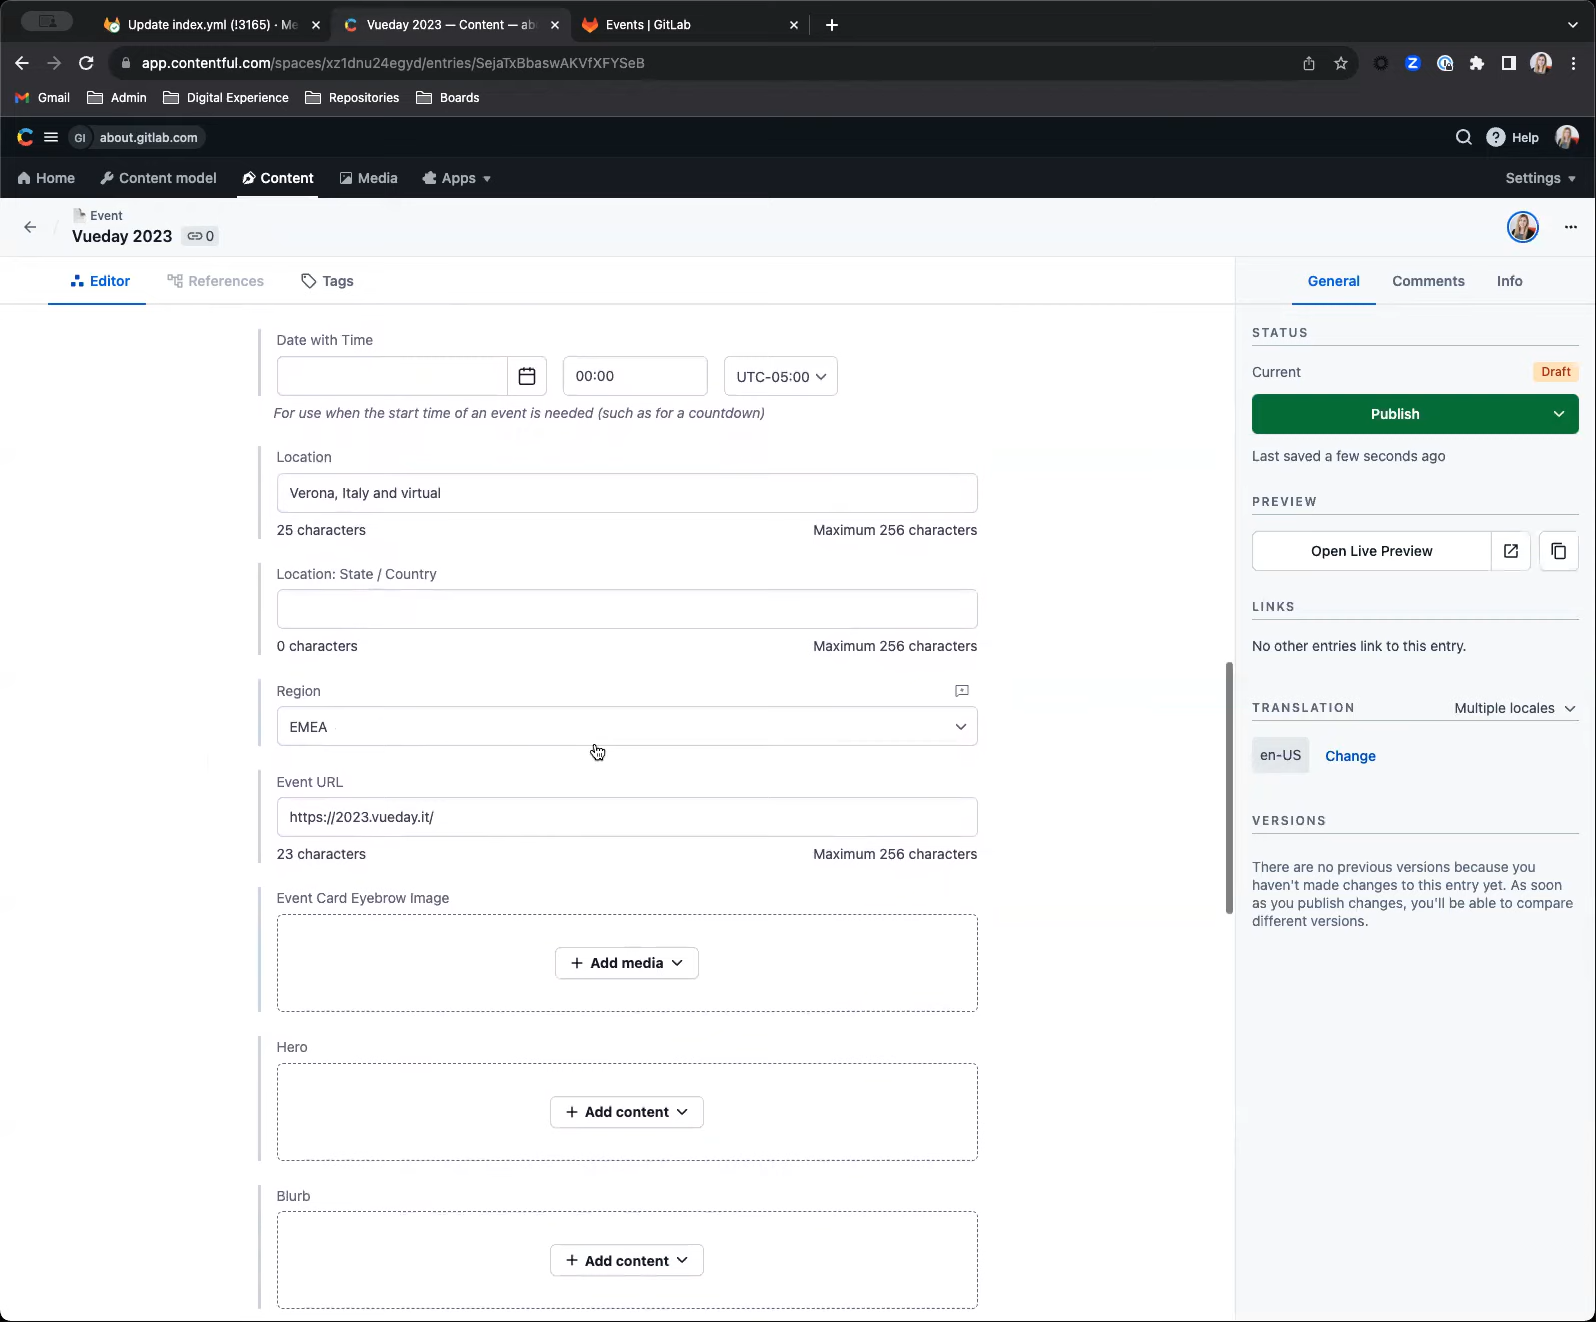 Update index.yml (!3165) · Me
Vueday 2023 — Content — ab
Events | GitLab
app.contentful.com/spaces/xz1dnu24egyd/entries/SejaTxBbaswAKVfXFYSeB
Gmail
Admin
Digital Experience
Repositories
Boards
GI
about.gitlab.com
Help
Home
Content model
Content
Media
Apps
Settings
Event
Vueday 2023
0
Editor
References
Tags
General
Comments
Info
Date with Time
00:00
UTC-05:00
For use when the start time of an event is needed (such as for a countdown)
Location
Verona, Italy and virtual
25 characters
Maximum 256 characters
Location: State / Country
0 characters
Maximum 256 characters
Region
EMEA
Event URL
https://2023.vueday.it/
23 characters
Maximum 256 characters
Event Card Eyebrow Image
Add media
Hero
Add content
Blurb
Add content
STATUS
Current
Draft
Publish
Last saved a few seconds ago
PREVIEW
Open Live Preview
LINKS
No other entries link to this entry.
TRANSLATION
Multiple locales
en-US
Change
VERSIONS
There are no previous versions because you
haven't made changes to this entry yet. As soon
as you publish changes, you'll be able to compare
different versions.